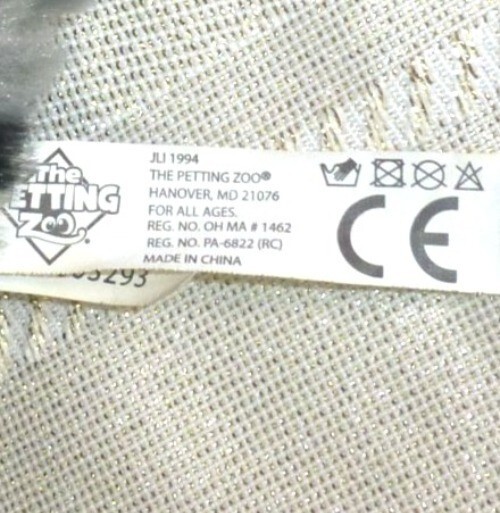 The
ETTING
ZOO
®
JLI 1994
THE PETTING ZOO®
HANOVER, MD 21076
FOR ALL AGES.
REG. NO. OH MA # 1462
REG. NO. PA-6822 (RC)
MADE IN CHINA
CE